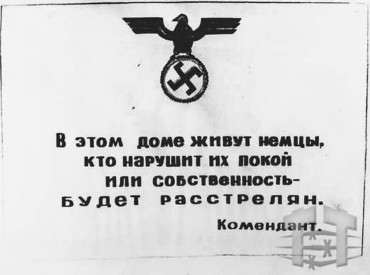 В этом доме живут немцы,
кто нарушит их покой
или собственность-
будет расстрелян.
Комендант.